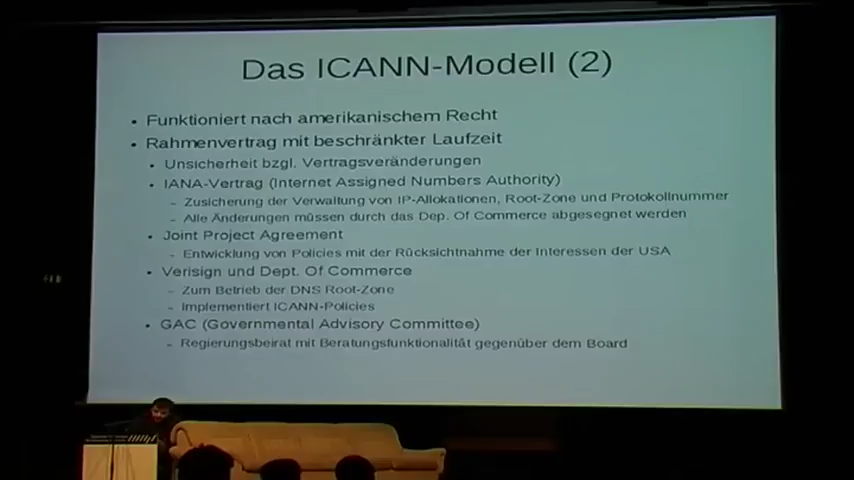 Das ICANN-Modell (2)
Funktioniert nach amerikanischem Recht
Rahmenvertrag mit beschränkter Laufzeit
Unsicherheit bzgl. Vertragsveränderungen
IANA-Vertrag (Internet Assigned Numbers Authority)
Zusicherung der Verwaltung von IP-Allokationen, Root-Zone und Protokollnummer
Alle Änderungen müssen durch das Dep. Of Commerce abgesegnet werden
Joint Project Agreement
Entwicklung von Policies mit der Rücksichtnahme der Interessen der USA
Verisign und Dept. Of Commerce
Zum Betrieb der DNS Root-Zone
Implementiert ICANN-Policies
GAC (Governmental Advisory Committee)
Regierungsbeirat mit Beratungsfunktionalität gegenüber dem Board